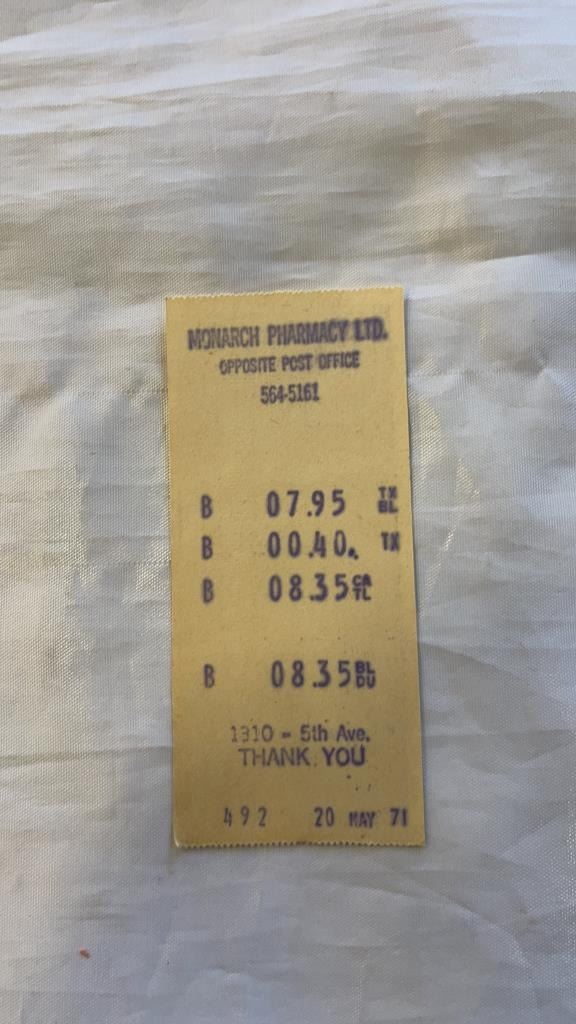 MONARCH PHARMACY LTD.
OPPOSITE POST OFFICE
564-5161
B 07.95 TX BL
B 00.40. TX
B 08.35 CA TL
B 08.35 BL DU
1310 - 5th Ave.
THANK YOU
492 20 MAY 71